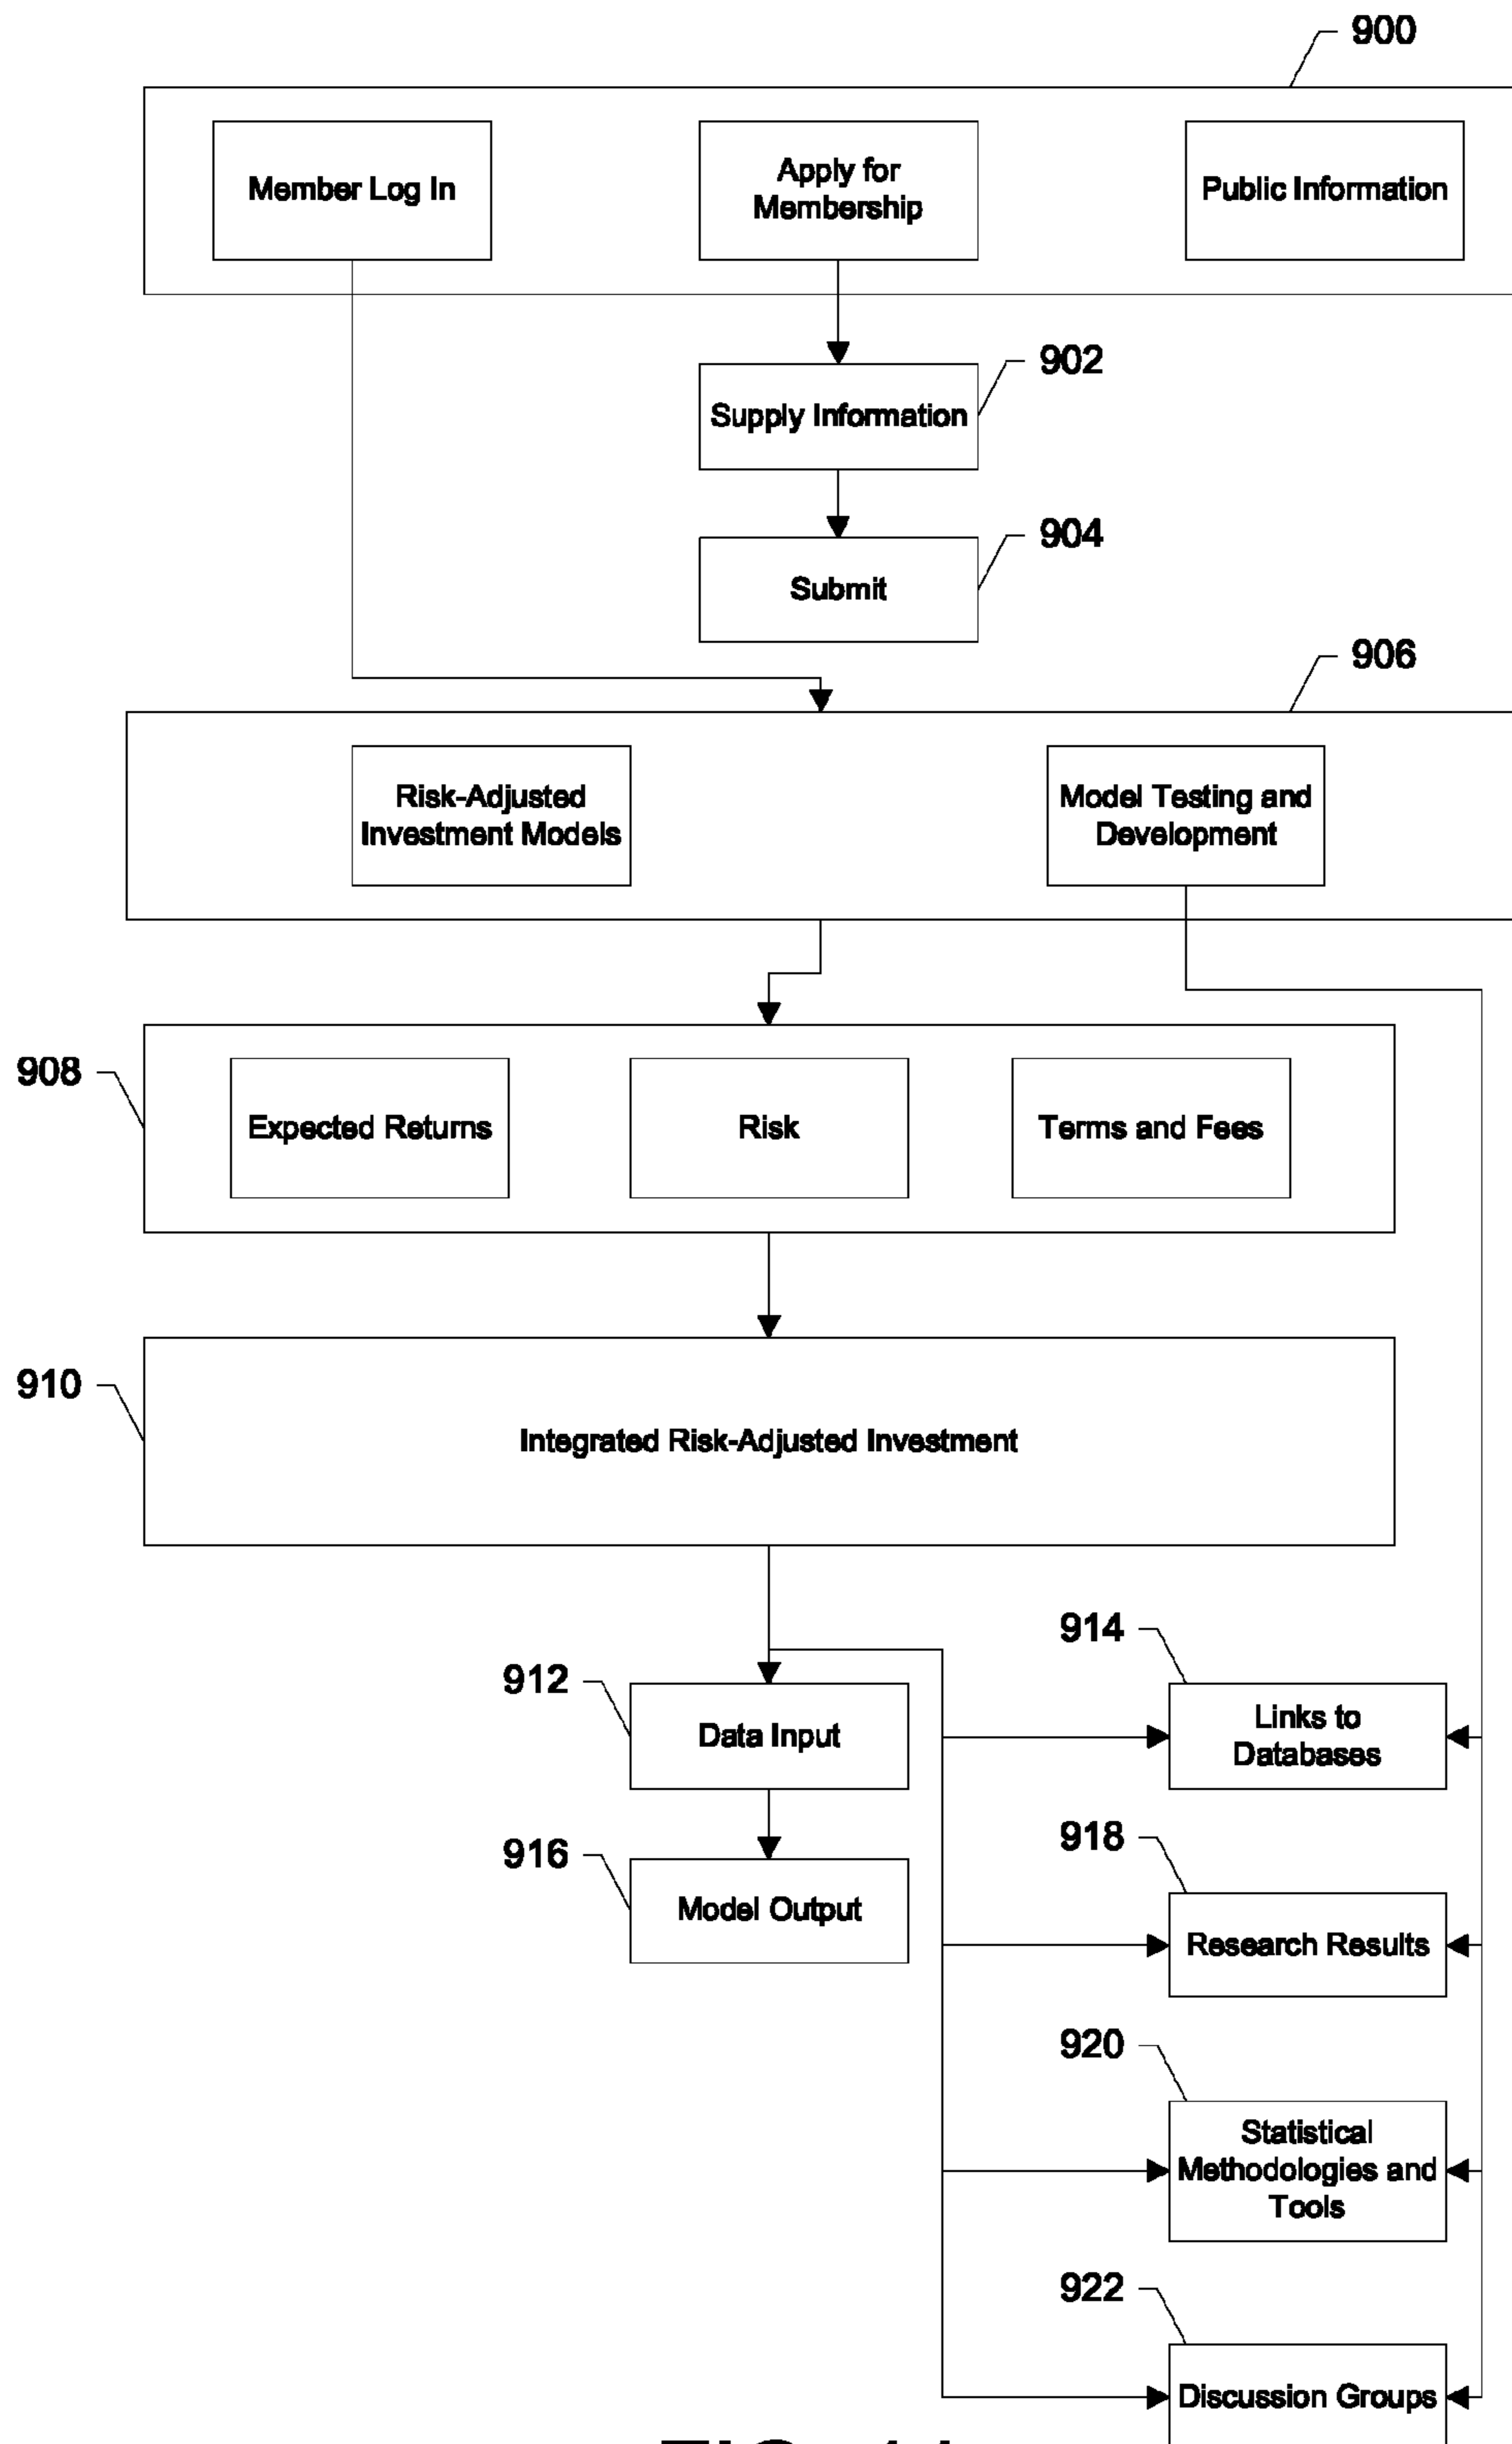 900
Member Log In
Apply for
Membership
Public Information
902
Supply Information
904
Submit
906
Risk-Adjusted
Investment Models
Model Testing and
Development
908
Expected Returns
Risk
Terms and Fees
910
Integrated Risk-Adjusted Investment
912
Data Input
914
Links to
Databases
916
Model Output
918
Research Results
920
Statistical
Methodologies and
Tools
922
Discussion Groups